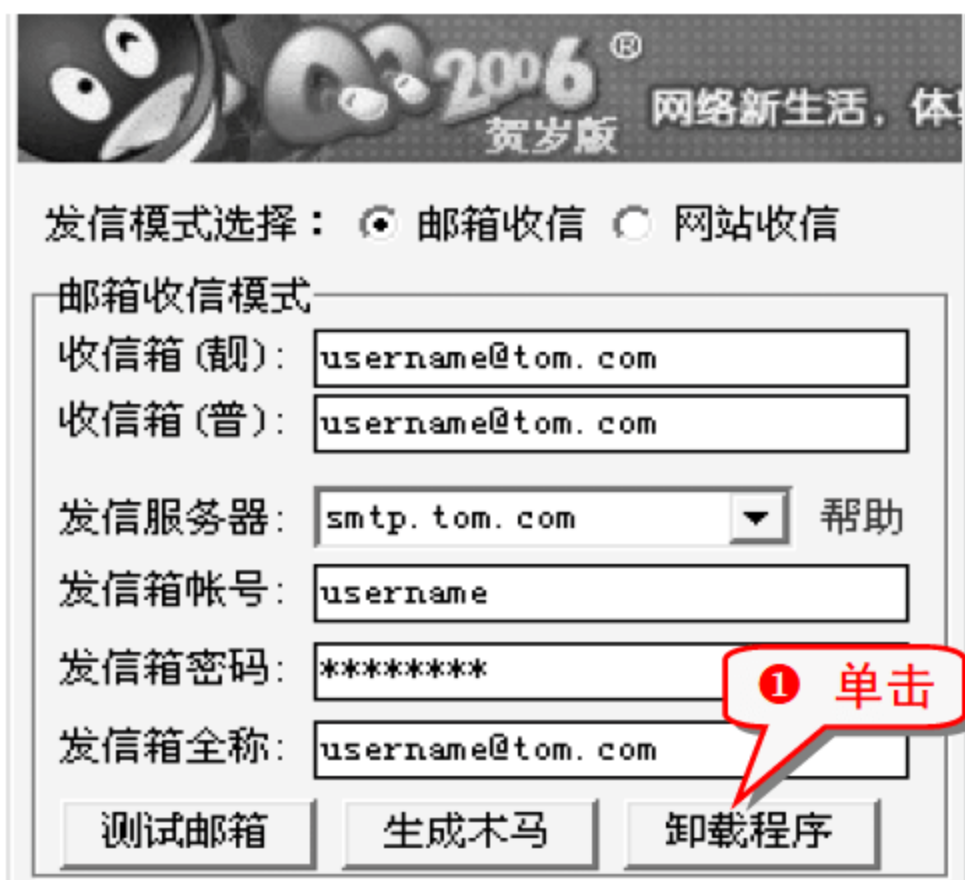 QQ2006®
贺岁版
网络新生活，体
发信模式选择： 邮箱收信 网站收信
邮箱收信模式
收信箱(靓): username@tom.com
收信箱(普): username@tom.com
发信服务器: smtp.tom.com 帮助
发信箱帐号: username
发信箱密码: ********
❶ 单击
发信箱全称: username@tom.com
测试邮箱 生成木马 卸载程序